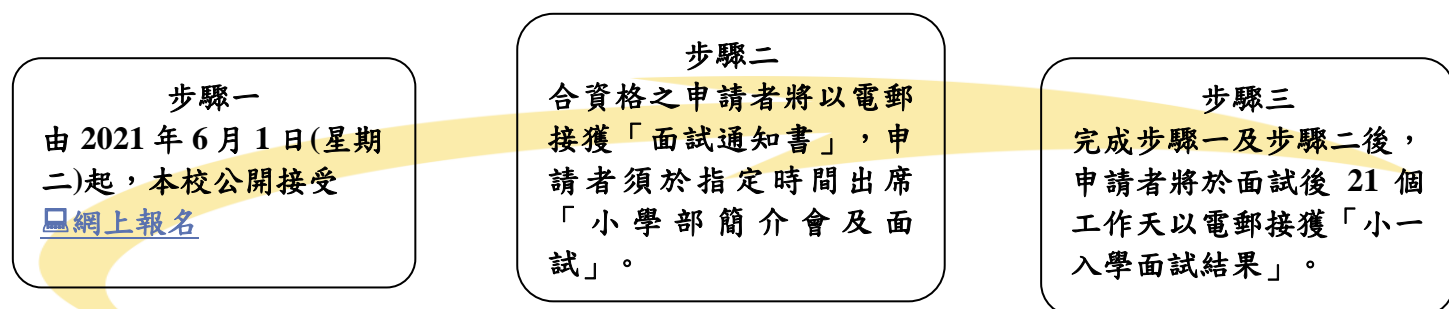 步驟一
由 2021 年 6 月 1 日(星期
二)起，本校公開接受
💻網上報名
步驟二
合資格之申請者將以電郵
接獲「面試通知書」，申
請者須於指定時間出席
「小學部簡介會及面
試」。
步驟三
完成步驟一及步驟二後，
申請者將於面試後 21 個
工作天以電郵接獲「小一
入學面試結果」。